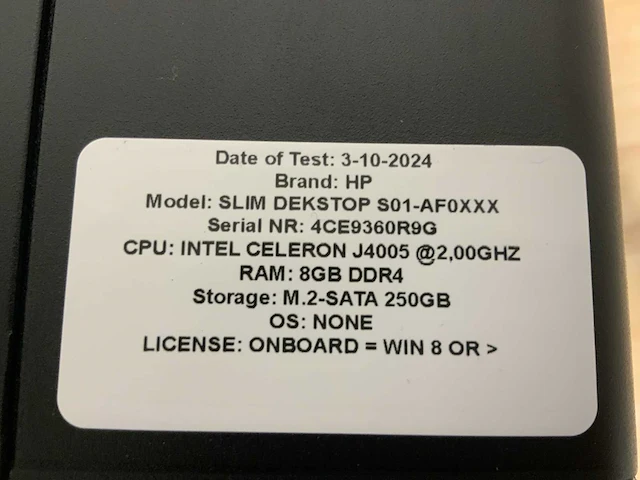 Date of Test: 3-10-2024
Brand: HP
Model: SLIM DEKSTOP S01-AF0XXX
Serial NR: 4CE9360R9G
CPU: INTEL CELERON J4005 @2,00GHZ
RAM: 8GB DDR4
Storage: M.2-SATA 250GB
OS: NONE
LICENSE: ONBOARD = WIN 8 OR >